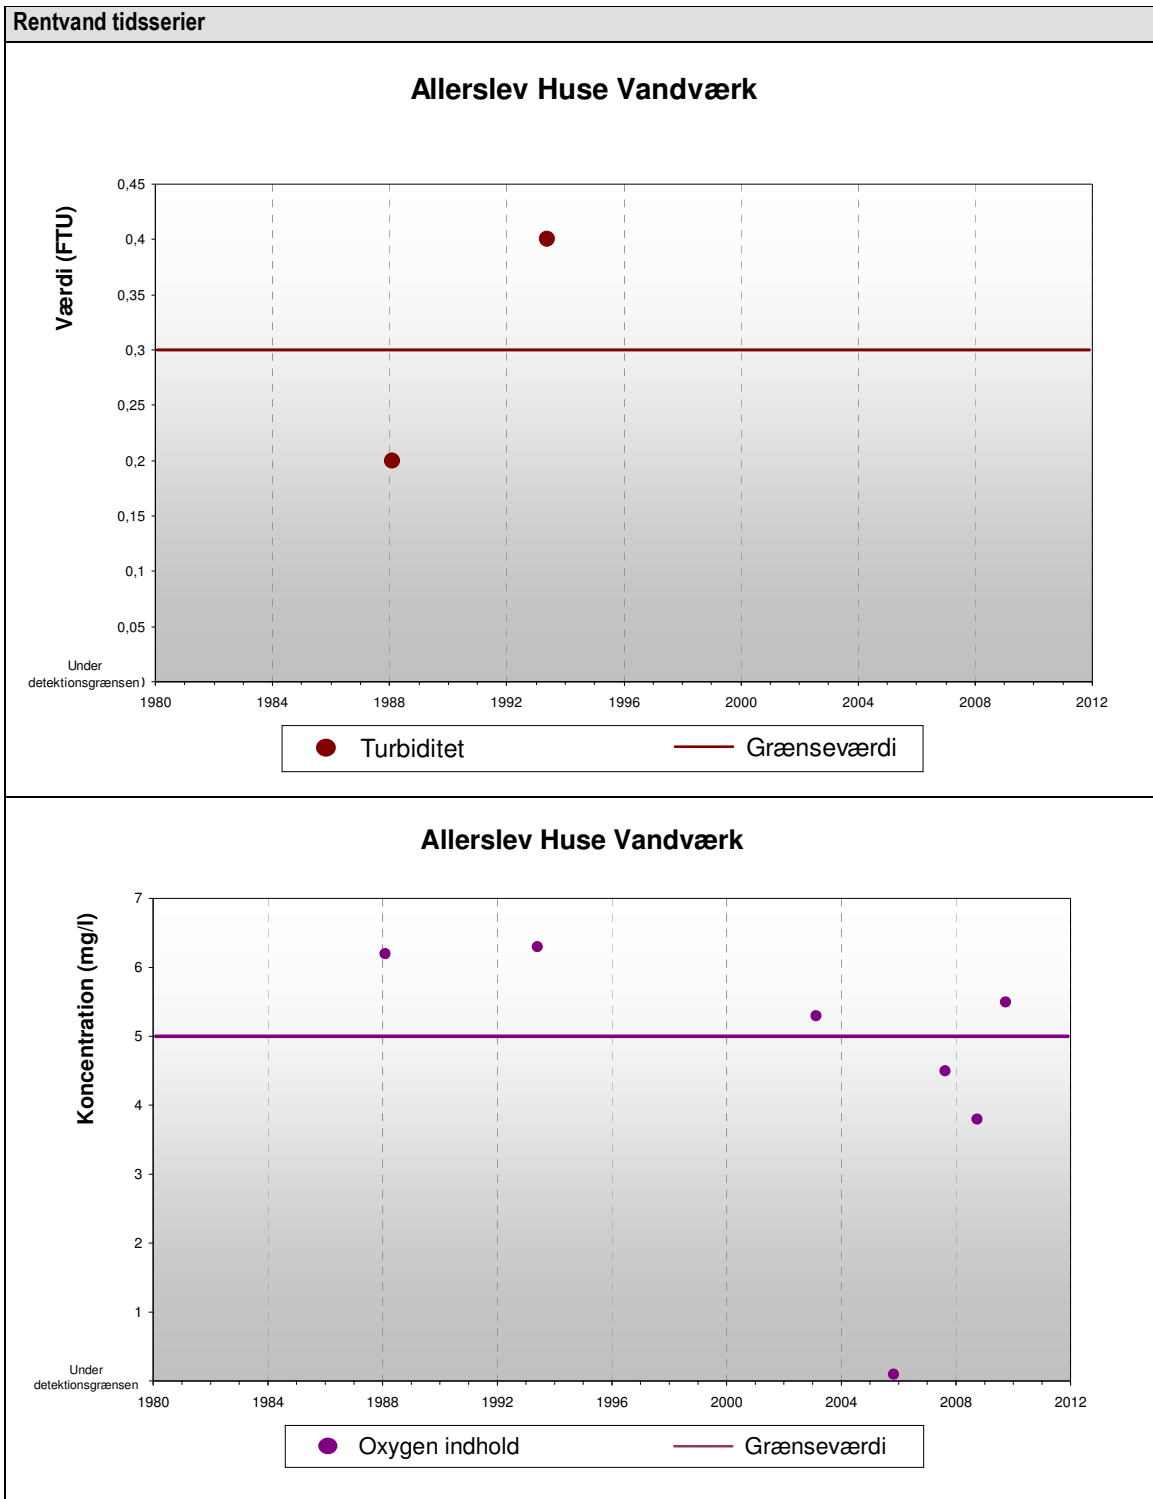 Rentvand tidsserier
Allerslev Huse Vandværk
Værdi (FTU)
0,45
0,4
0,35
0,3
0,25
0,2
0,15
0,1
0,05
Under
detektionsgrænsen)
1980 1984 1988 1992 1996 2000 2004 2008 2012
Turbiditet Grænseværdi
Allerslev Huse Vandværk
Koncentration (mg/l)
7
6
5
4
3
2
1
Under
detektionsgrænsen
1980 1984 1988 1992 1996 2000 2004 2008 2012
Oxygen indhold Grænseværdi